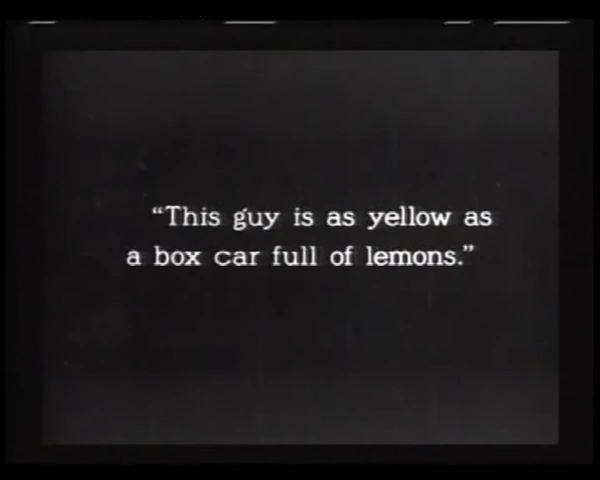 “This guy is as yellow as
a box car full of lemons.”